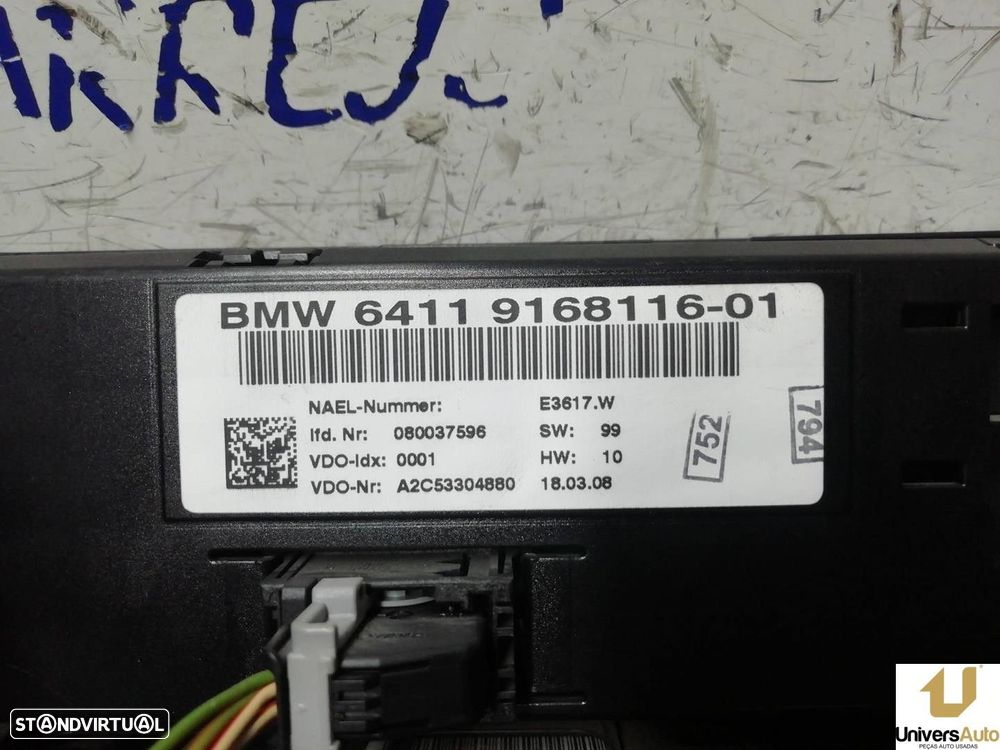 BMW 6411 9168116-01
NAEL-Nummer: E3617.W
lfd. Nr: 080037596 SW: 99
VDO-Idx: 0001 HW: 10
VDO-Nr: A2C53304880 18.03.08
752
794
STANDVIRTUAL
UniversAuto
PEÇAS AUTO USADAS